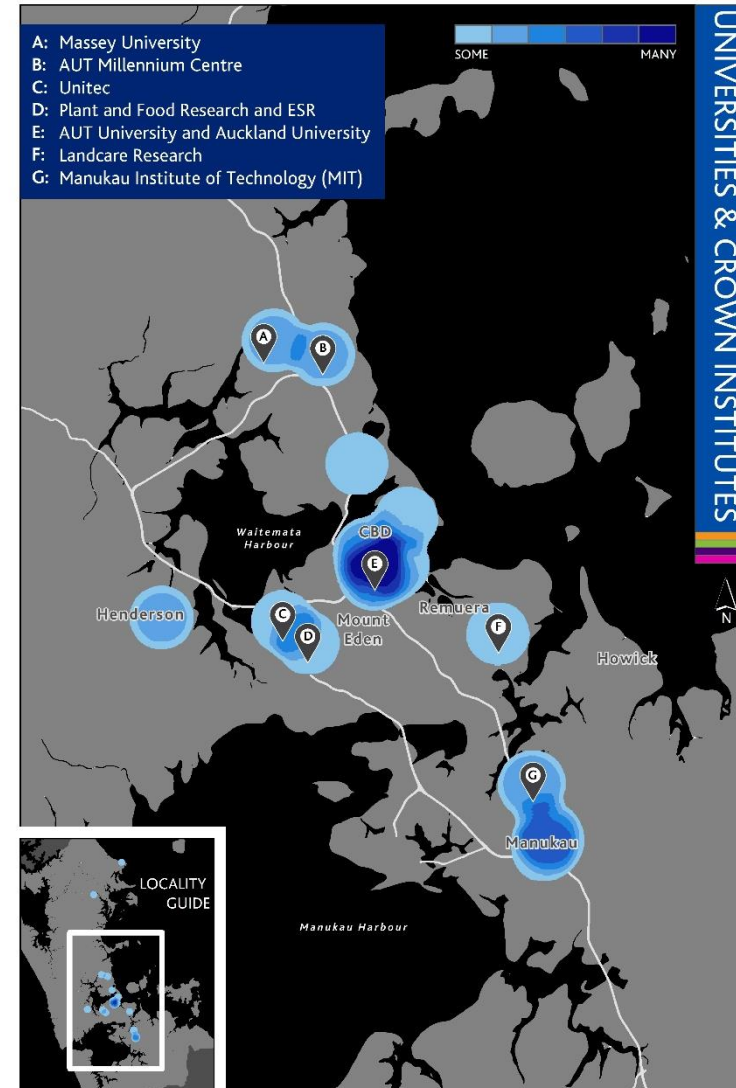 A: Massey University
B: AUT Millennium Centre
C: Unitec
D: Plant and Food Research and ESR
E: AUT University and Auckland University
F: Landcare Research
G: Manukau Institute of Technology (MIT)
SOME MANY
UNIVERSITIES & CROWN INSTITUTES
A
B
Waitemata
Harbour
CBD
E
Henderson
C
D
Mount
Eden
Remuera
F
N
Howick
G
Manukau
LOCALITY
GUIDE
Manukau Harbour